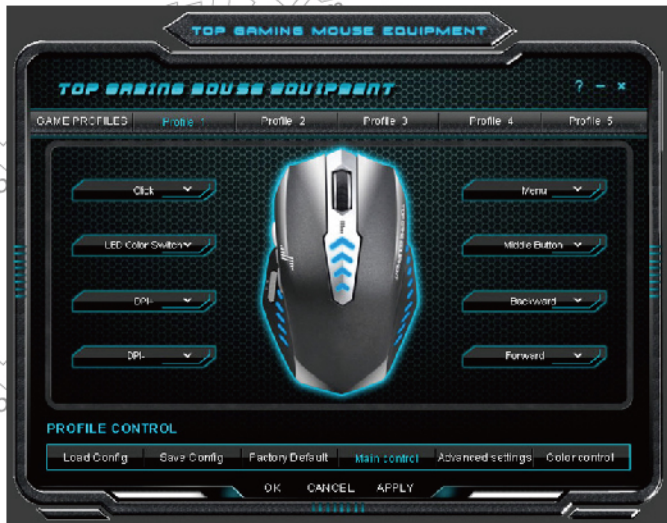 TOP GAMING MOUSE EQUIPMENT
TOP GAMING MOUSE EQUIPMENT
? – ×
GAME PROFILES Profile 1 Profile 2 Profile 3 Profile 4 Profile 5
Click Menu
LED Color Switch Middle Button
DPI- Backward
DPI- Forward
PROFILE CONTROL
Load Config Save Config Factory Default Main control Advanced settings Color control
OK CANCEL APPLY